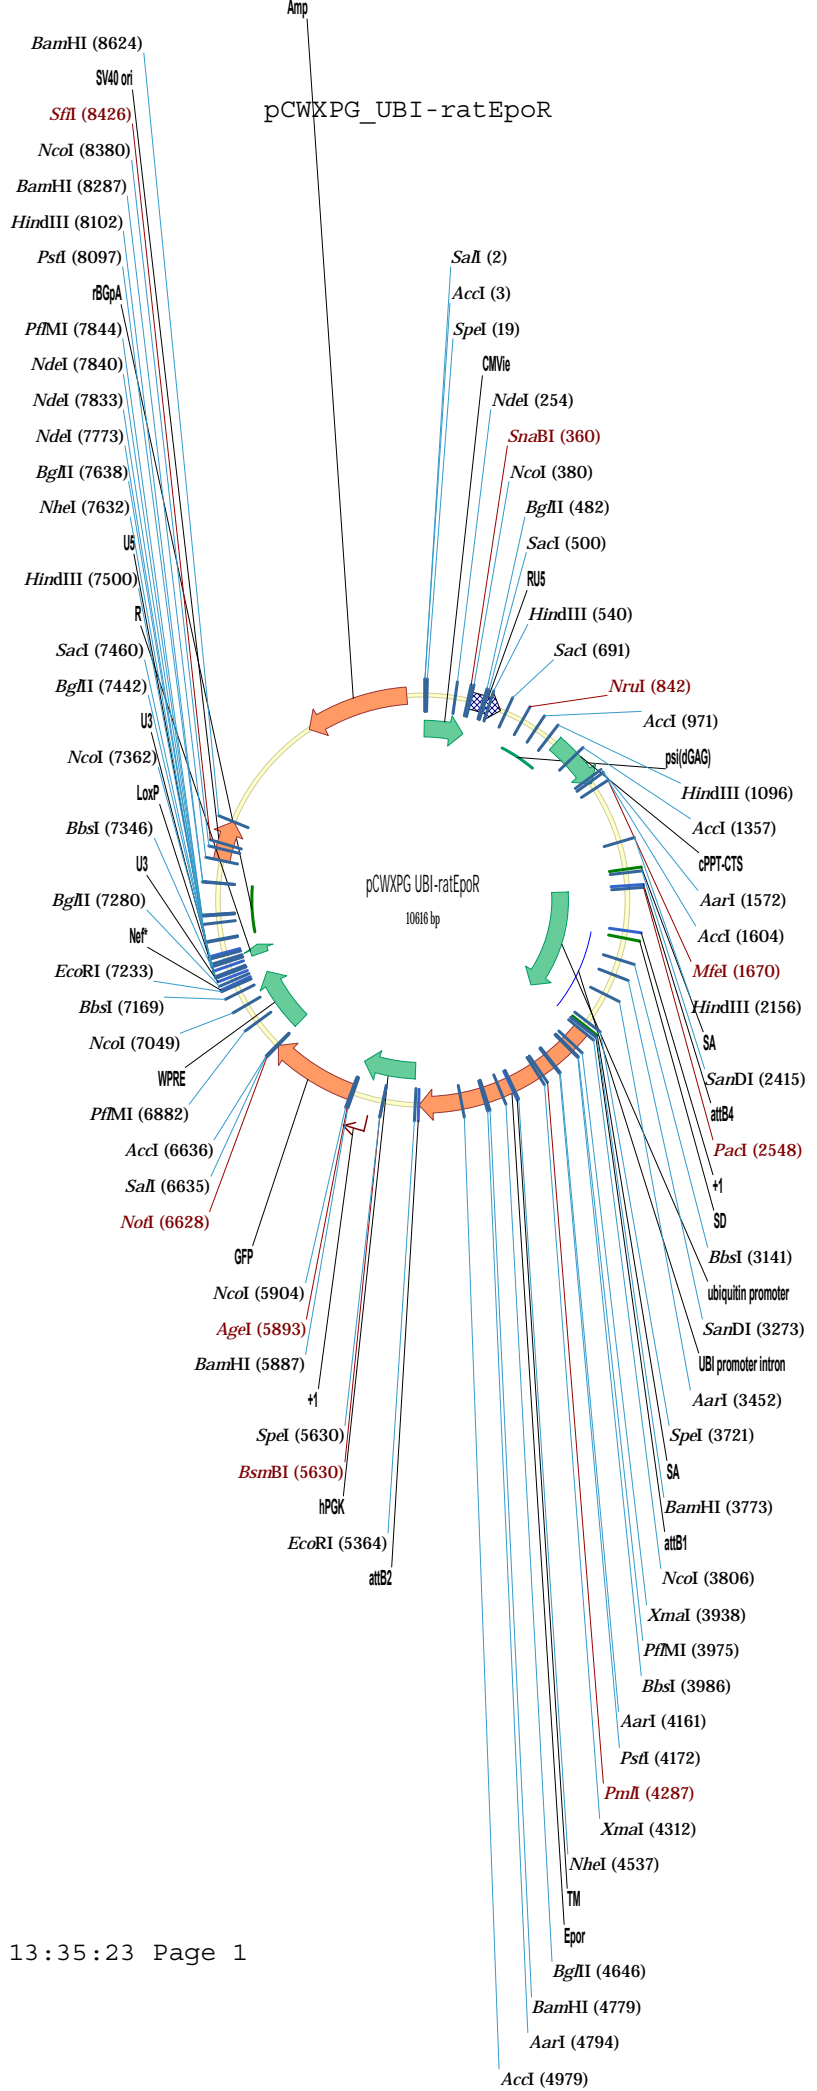 Amp
BamHI (8624)
SV40 ori
SfiI (8426)
pCWXPG_UBI-ratEpoR
NcoI (8380)
BamHI (8287)
HindIII (8102)
PstI (8097)
rBGpA
PflMI (7844)
NdeI (7840)
NdeI (7833)
NdeI (7773)
BglII (7638)
NheI (7632)
U5
HindIII (7500)
R
SacI (7460)
BglII (7442)
U3
NcoI (7362)
LoxP
BbsI (7346)
U3
BglII (7280)
Nef*
EcoRI (7233)
BbsI (7169)
NcoI (7049)
WPRE
PflMI (6882)
AccI (6636)
SalI (6635)
NotI (6628)
GFP
NcoI (5904)
AgeI (5893)
BamHI (5887)
+1
SpeI (5630)
BsmBI (5630)
hPGK
EcoRI (5364)
attB2
SalI (2)
AccI (3)
SpeI (19)
CMVie
NdeI (254)
SnaBI (360)
NcoI (380)
BglII (482)
SacI (500)
RU5
HindIII (540)
SacI (691)
NruI (842)
AccI (971)
psi(dGAG)
HindIII (1096)
AccI (1357)
cPPT-CTS
AarI (1572)
AccI (1604)
MfeI (1670)
HindIII (2156)
SA
SanDI (2415)
attB4
PacI (2548)
+1
SD
BbsI (3141)
ubiquitin promoter
SanDI (3273)
UBI promoter intron
AarI (3452)
SpeI (3721)
SA
BamHI (3773)
attB1
NcoI (3806)
XmaI (3938)
PflMI (3975)
BbsI (3986)
AarI (4161)
PstI (4172)
PmlI (4287)
XmaI (4312)
NheI (4537)
TM
Epor
BglII (4646)
BamHI (4779)
AarI (4794)
AccI (4979)
pCWXPG UBI-ratEpoR
10616 bp
13:35:23 Page 1